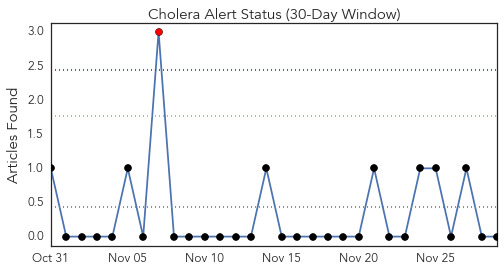 Cholera Alert Status (30-Day Window)
3.0
2.5
2.0
1.5
1.0
0.5
0.0
Articles Found
Oct 31 Nov 05 Nov 10 Nov 15 Nov 20 Nov 25